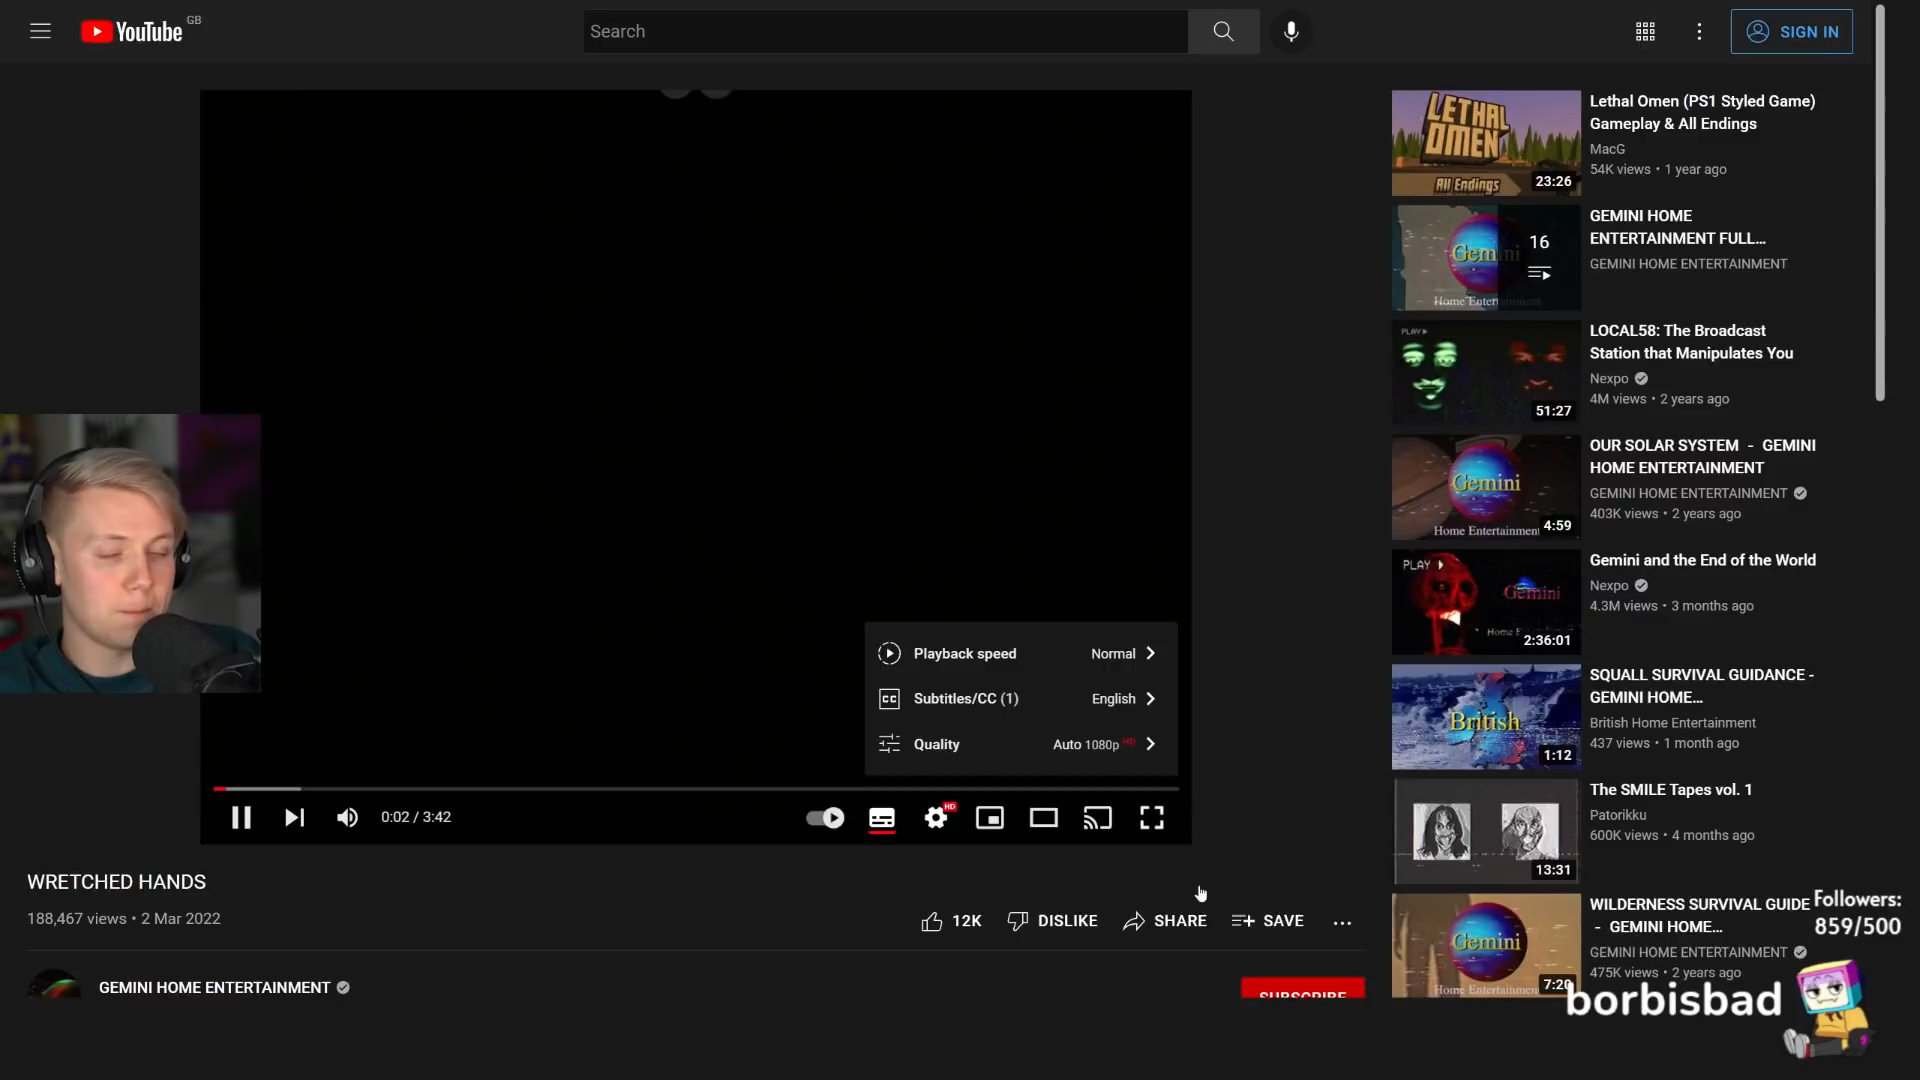 YouTube GB
Search
SIGN IN
Lethal Omen (PS1 Styled Game)
Gameplay & All Endings
MacG
54K views • 1 year ago
LETHAL
OMEN
All Endings
23:26
GEMINI HOME
ENTERTAINMENT FULL…
GEMINI HOME ENTERTAINMENT
Gemini
16
Home Entertainment
LOCAL58: The Broadcast
Station that Manipulates You
Nexpo
4M views • 2 years ago
PLAY
51:27
OUR SOLAR SYSTEM - GEMINI
HOME ENTERTAINMENT
GEMINI HOME ENTERTAINMENT
403K views • 2 years ago
Gemini
4:59
Home Entertainment
Gemini and the End of the World
Nexpo
4.3M views • 3 months ago
PLAY
Gemini
Home E
2:36:01
SQUALL SURVIVAL GUIDANCE -
GEMINI HOME…
British Home Entertainment
437 views • 1 month ago
British
1:12
The SMILE Tapes vol. 1
Patorikku
600K views • 4 months ago
13:31
WILDERNESS SURVIVAL GUIDE
- GEMINI HOME…
GEMINI HOME ENTERTAINMENT
475K views • 2 years ago
Gemini
7:20
Home Entertainment
Playback speed Normal
CC Subtitles/CC (1) English
Quality Auto 1080p HD
0:02 / 3:42
HD
WRETCHED HANDS
188,467 views • 2 Mar 2022
12K DISLIKE SHARE SAVE
GEMINI HOME ENTERTAINMENT
SUBSCRIBE
Followers:
859/500
borbisbad